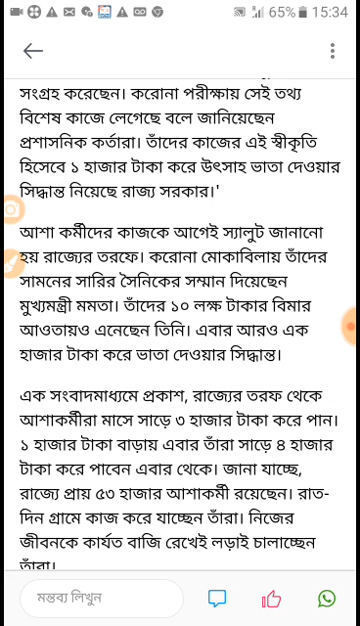 65% 15:34
সংগ্রহ করেছেন। করোনা পরীক্ষায় সেই তথ্য
বিশেষ কাজে লেগেছে বলে জানিয়েছেন
প্রশাসনিক কর্তারা। তাঁদের কাজের এই স্বীকৃতি
হিসেবে ১ হাজার টাকা করে উৎসাহ ভাতা দেওয়ার
সিদ্ধান্ত নিয়েছে রাজ্য সরকার।'
আশা কর্মীদের কাজকে আগেই স্যালুট জানানো
হয় রাজ্যের তরফে। করোনা মোকাবিলায় তাঁদের
সামনের সারির সৈনিকের সম্মান দিয়েছেন
মুখ্যমন্ত্রী মমতা। তাঁদের ১০ লক্ষ টাকার বিমার
আওতায়ও এনেছেন তিনি। এবার আরও এক
হাজার টাকা করে ভাতা দেওয়ার সিদ্ধান্ত।
এক সংবাদমাধ্যমে প্রকাশ, রাজ্যের তরফ থেকে
আশাকর্মীরা মাসে সাড়ে ৩ হাজার টাকা করে পান।
১ হাজার টাকা বাড়ায় এবার তাঁরা সাড়ে ৪ হাজার
টাকা করে পাবেন এবার থেকে। জানা যাচ্ছে,
রাজ্যে প্রায় ৫৩ হাজার আশাকর্মী রয়েছেন। রাত-
দিন গ্রামে কাজ করে যাচ্ছেন তাঁরা। নিজের
জীবনকে কার্যত বাজি রেখেই লড়াই চালাচ্ছেন
তাঁরা।
মন্তব্য লিখুন